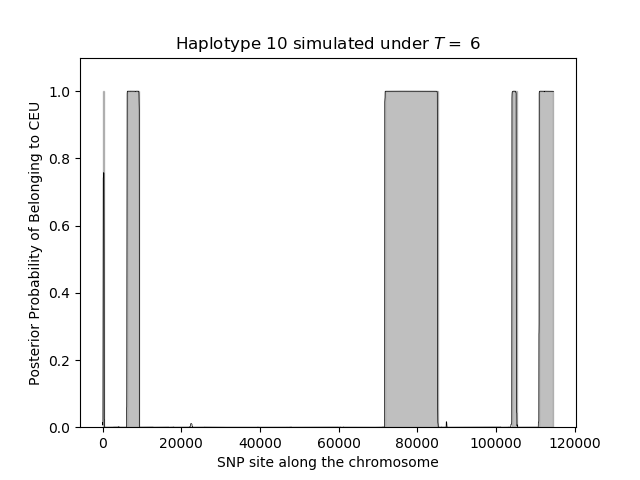 Haplotype 10 simulated under T = 6
Posterior Probability of Belonging to CEU
1.0
0.8
0.6
0.4
0.2
0.0
0 20000 40000 60000 80000 100000 120000
SNP site along the chromosome